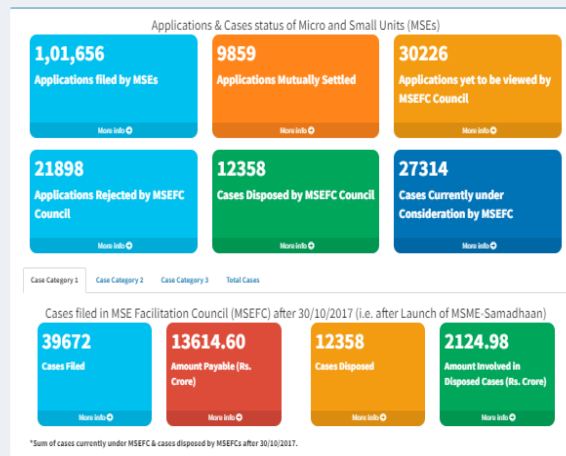 Applications & Cases status of Micro and Small Units (MSEs)
1,01,656
Applications filed by MSEs
More info
9859
Applications Mutually Settled
More info
30226
Applications yet to be viewed by
MSEFC Council
More info
21898
Applications Rejected by MSEFC
Council
More info
12358
Cases Disposed by MSEFC Council
More info
27314
Cases Currently under
Consideration by MSEFC
More info
Case Category 1 Case Category 2 Case Category 3 Total Cases
Cases filed in MSE Facilitation Council (MSEFC) after 30/10/2017 (i.e. after Launch of MSME-Samadhaan)
39672
Cases Filed
More info
13614.60
Amount Payable (Rs.
Crore)
More info
12358
Cases Disposed
More info
2124.98
Amount Involved in
Disposed Cases (Rs. Crore)
More info
*Sum of cases currently under MSEFC & cases disposed by MSEFCs after 30/10/2017.